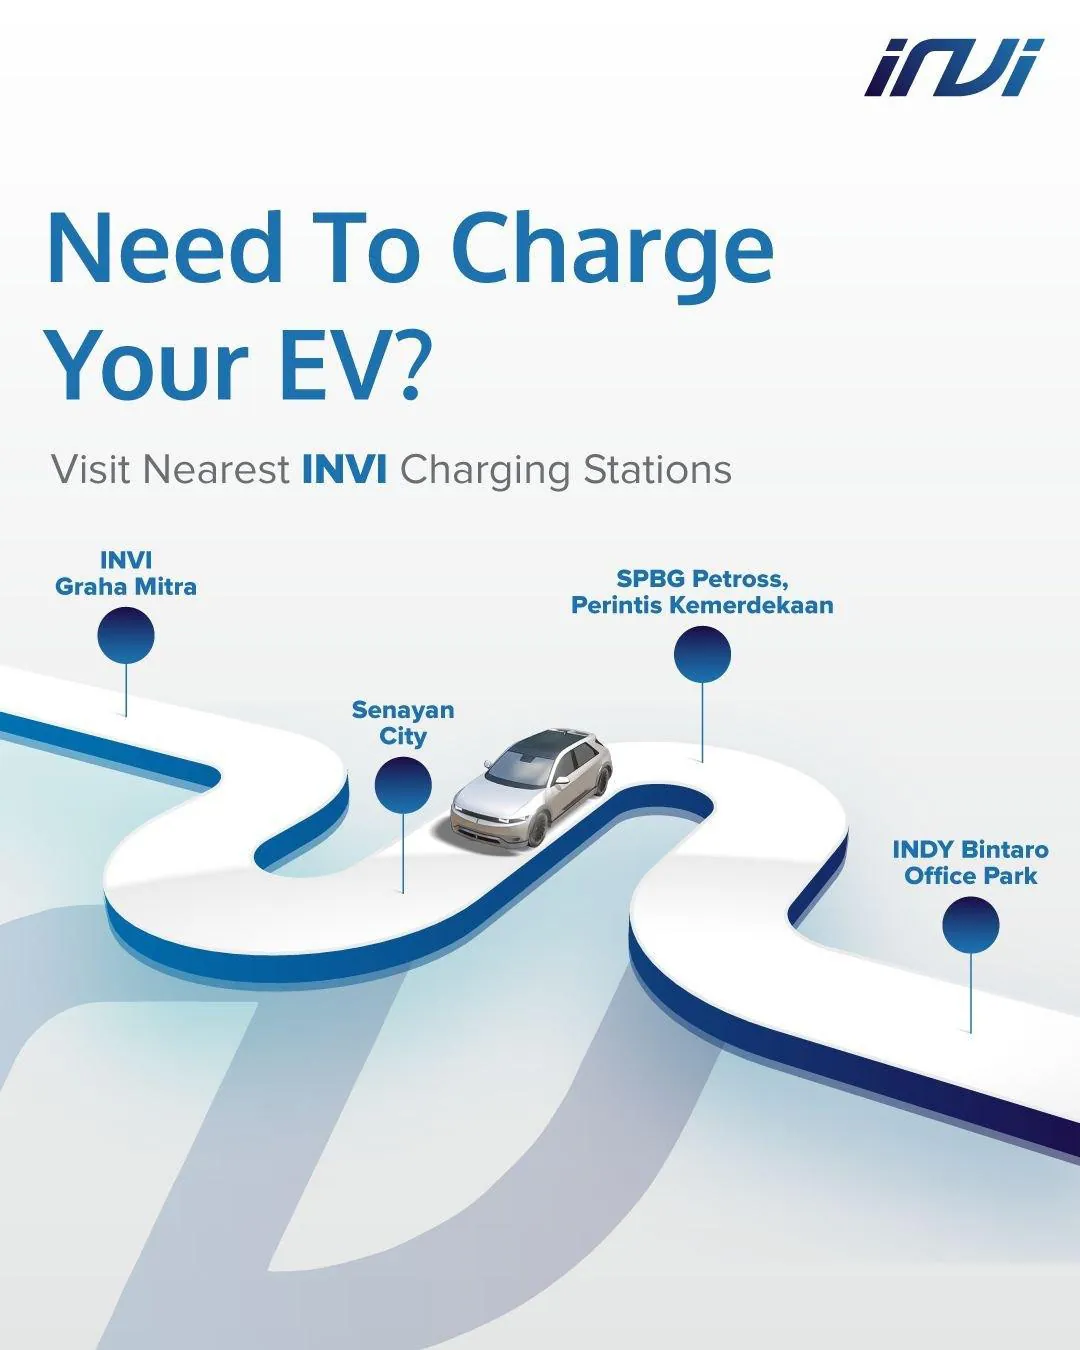 invi
Need To Charge
Your EV?
Visit Nearest INVI Charging Stations
INVI
Graha Mitra
SPBG Petross,
Perintis Kemerdekaan
Senayan
City
INDY Bintaro
Office Park